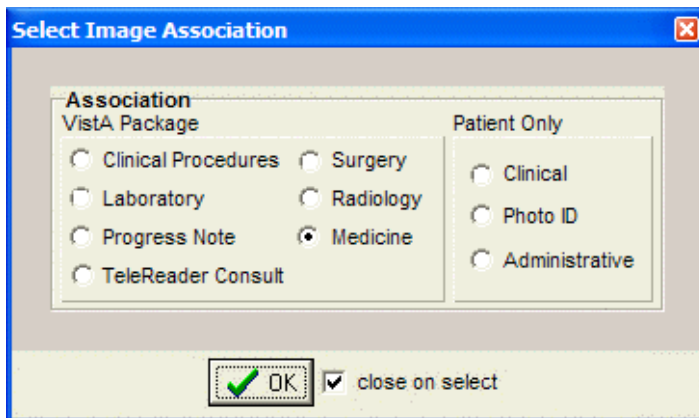 Select Image Association
Association
VistA Package
Patient Only
Clinical Procedures
Surgery
Laboratory
Radiology
Progress Note
Medicine
TeleReader Consult
Clinical
Photo ID
Administrative
OK
close on select